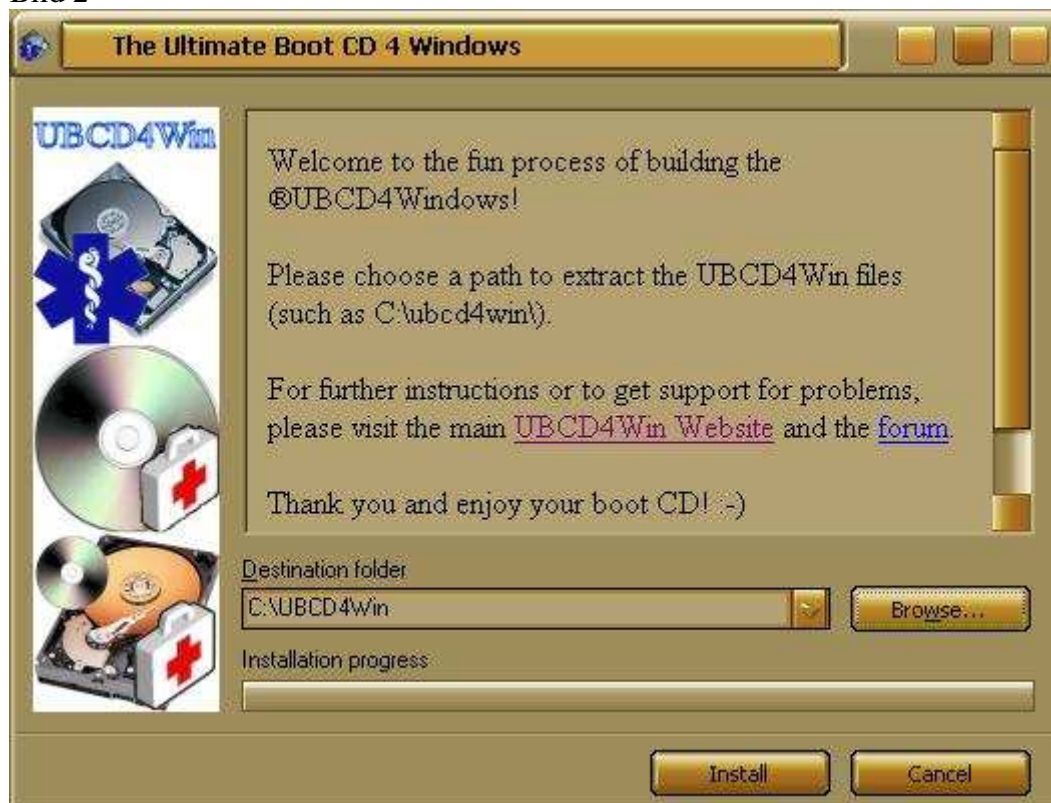 Bild 2
The Ultimate Boot CD 4 Windows
UBCD4Win
Welcome to the fun process of building the
®UBCD4Windows!
Please choose a path to extract the UBCD4Win files
(such as C:\ubcd4win\).
For further instructions or to get support for problems,
please visit the main UBCD4Win Website and the forum.
Thank you and enjoy your boot CD! :-)
Destination folder
C:\UBCD4Win
Browse...
Installation progress
Install
Cancel